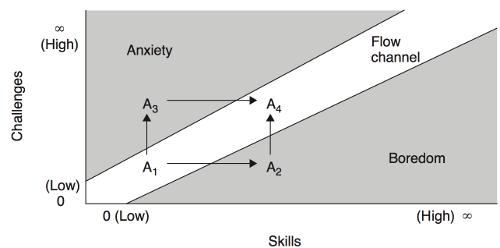 ∞
(High)
Anxiety
Flow
channel
Challenges
A3
A4
A1
A2
Boredom
(Low)
0
0 (Low)
(High) ∞
Skills